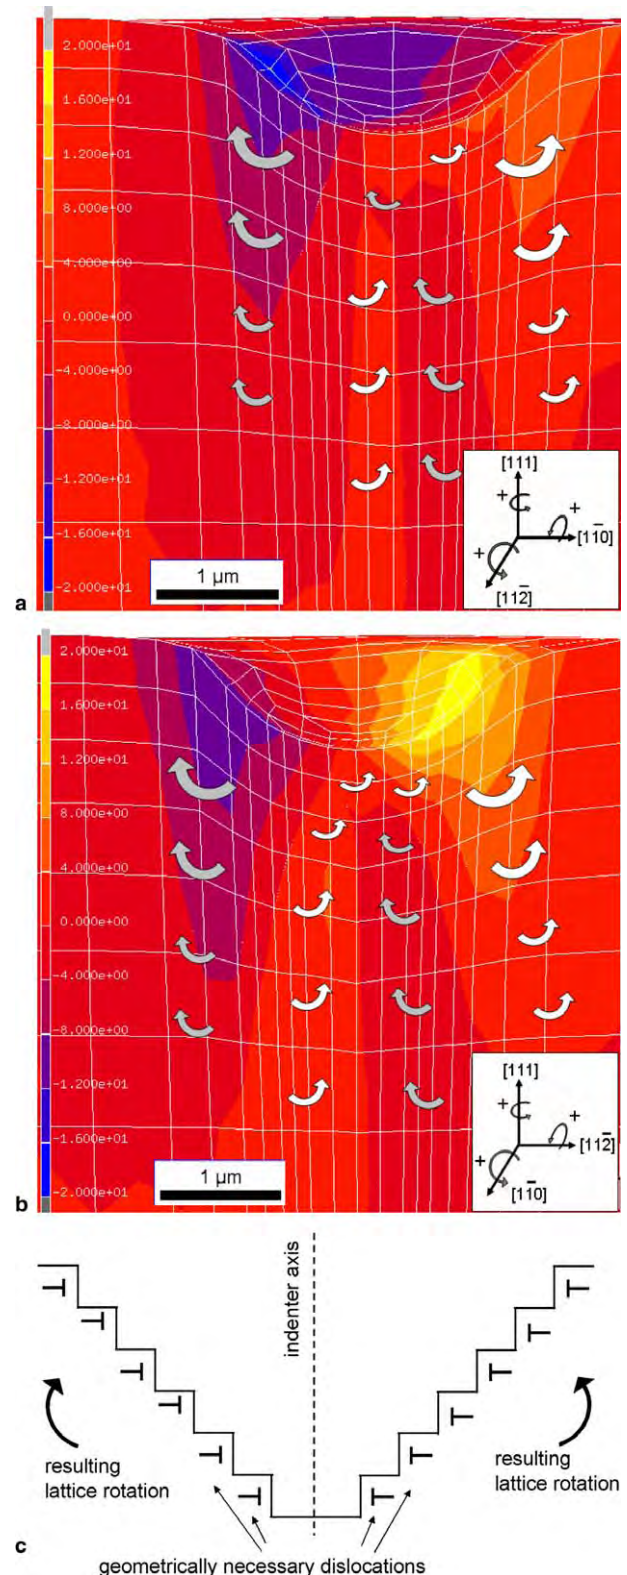 2.000e+01
1.600e+01
1.200e+01
8.000e+00
4.000e+00
0.000e+00
-4.000e+00
-8.000e+00
-1.200e+01
-1.600e+01
-2.000e+01
1 µm
[111]
+
+
[11̅0]
+
[112̅]
a
2.000e+01
1.600e+01
1.200e+01
8.000e+00
4.000e+00
0.000e+00
-4.000e+00
-8.000e+00
-1.200e+01
-1.600e+01
-2.000e+01
1 µm
[111]
+
+
[112̅]
+
[11̅0]
b
indenter axis
resulting
lattice rotation
resulting
lattice rotation
c
geometrically necessary dislocations